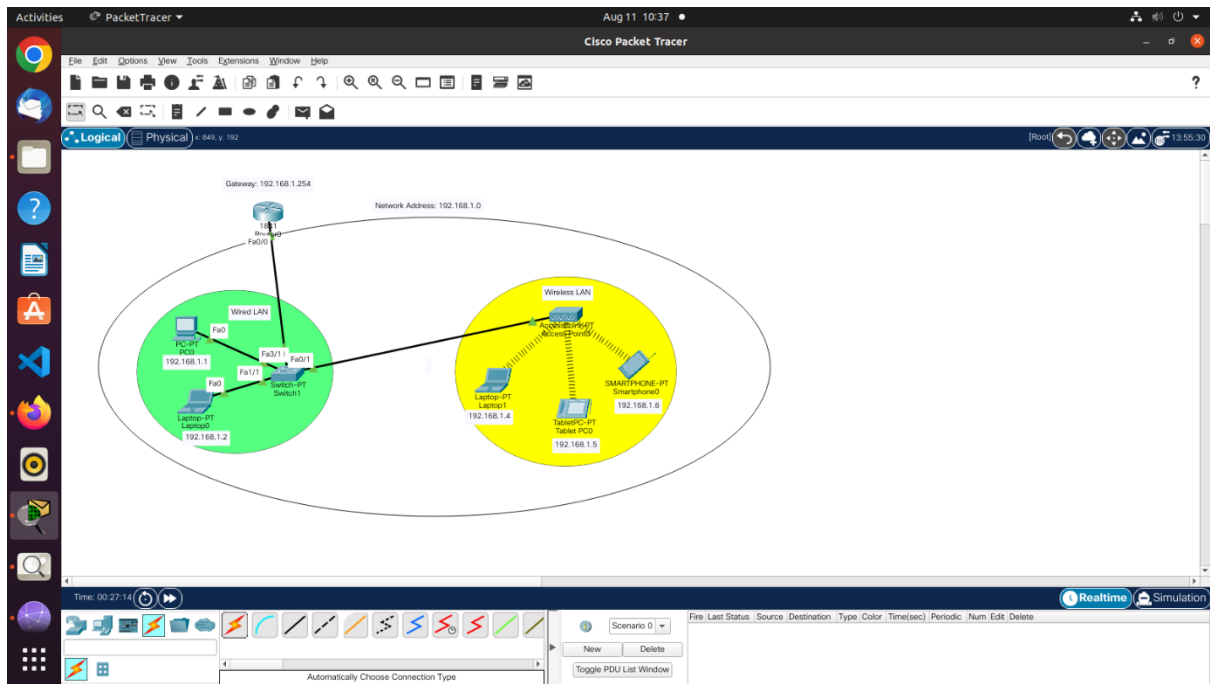 Activities PacketTracer Aug 11 10:37
Cisco Packet Tracer
File Edit Options View Tools Extensions Window Help
?
Logical Physical x: 849, y: 192 [Root] 13:55:30
Gateway: 192.168.1.254
Network Address: 192.168.1.0
1841
Fa0/0
Wireless LAN
Wired LAN
AccessPoint-PT
Access Point0
Fa0
PC-PT
PC0
192.168.1.1
Fa3/1
Fa0/1
Fa1/1
Fa0
Switch-PT
Switch1
SMARTPHONE-PT
Smartphone0
192.168.1.6
Laptop-PT
Laptop1
192.168.1.4
Laptop-PT
Laptop0
192.168.1.2
TabletPC-PT
Tablet PC0
192.168.1.5
Time: 00:27:14 Realtime Simulation
Fire Last Status Source Destination Type Color Time(sec) Periodic Num Edit Delete
Scenario 0
New Delete
Toggle PDU List Window
Automatically Choose Connection Type